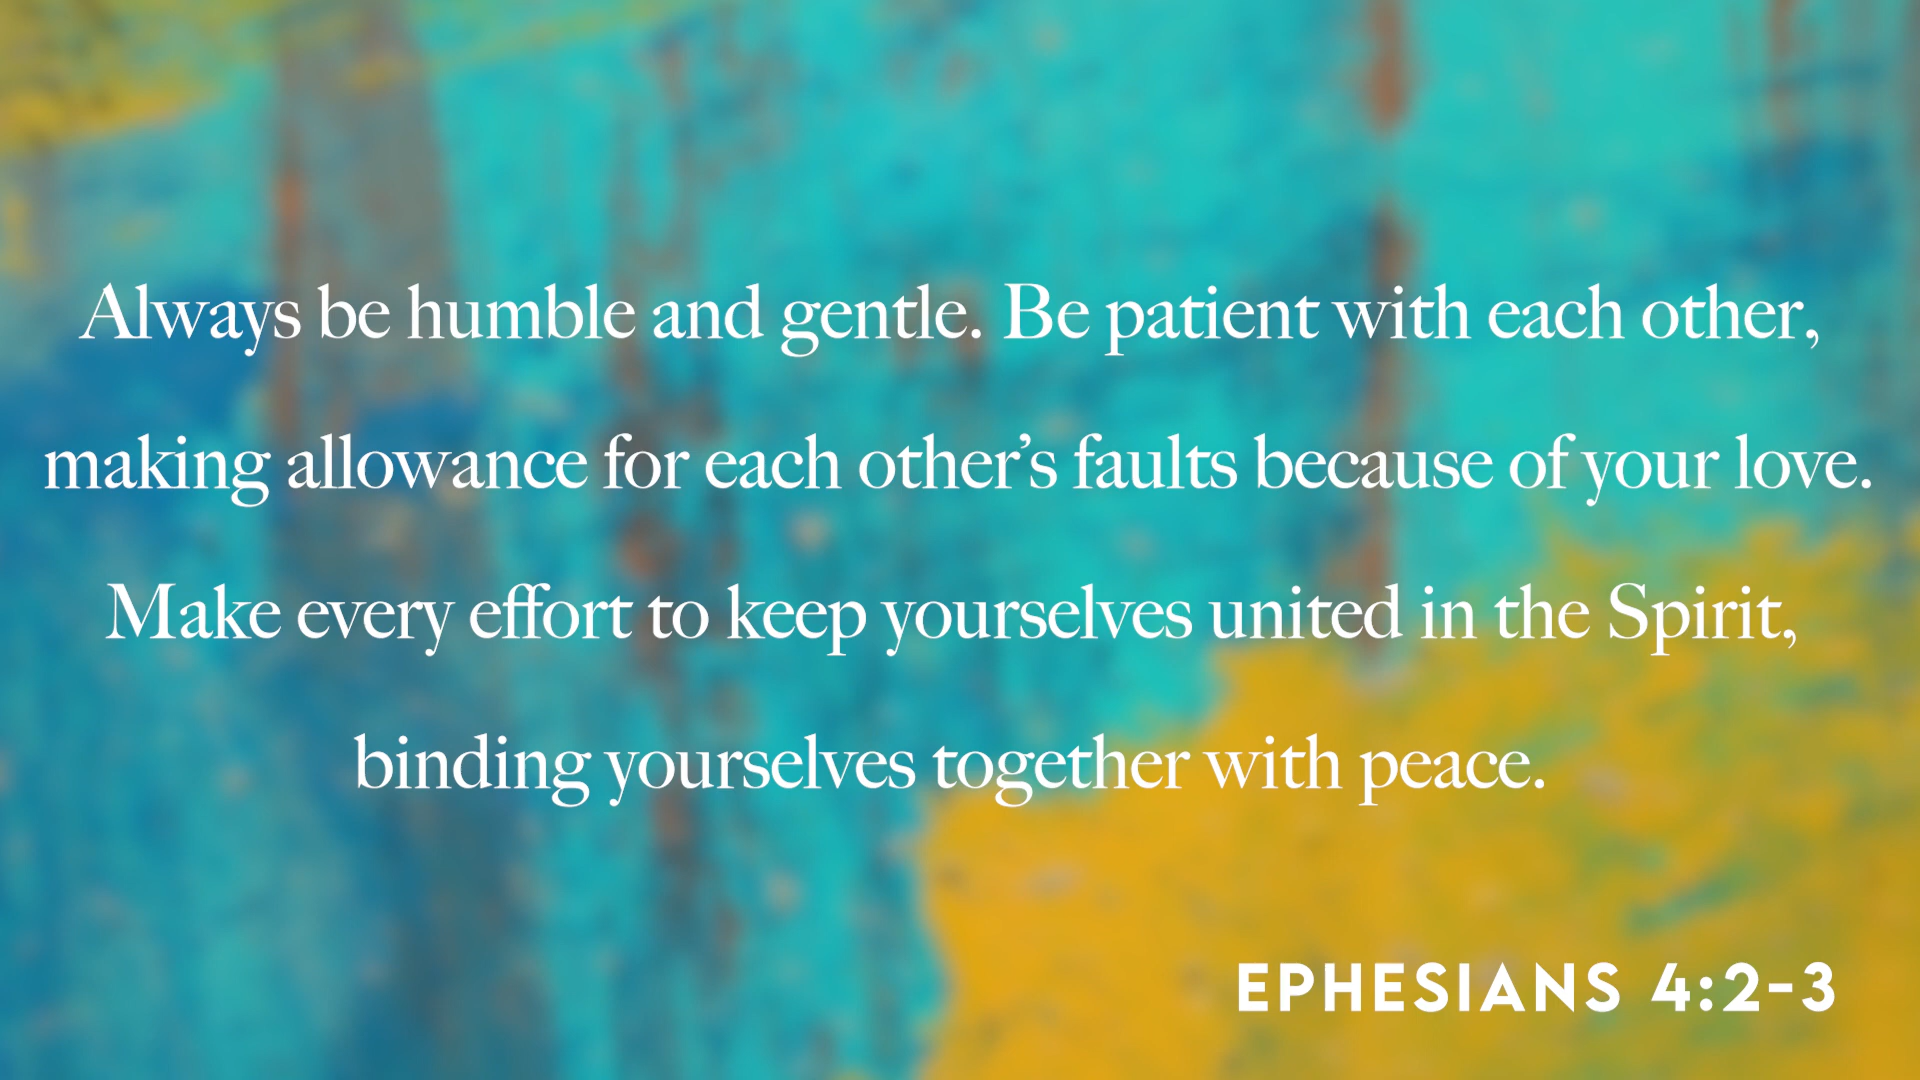 Always be humble and gentle. Be patient with each other,
making allowance for each other’s faults because of your love.
Make every effort to keep yourselves united in the Spirit,
binding yourselves together with peace.
EPHESIANS 4:2-3